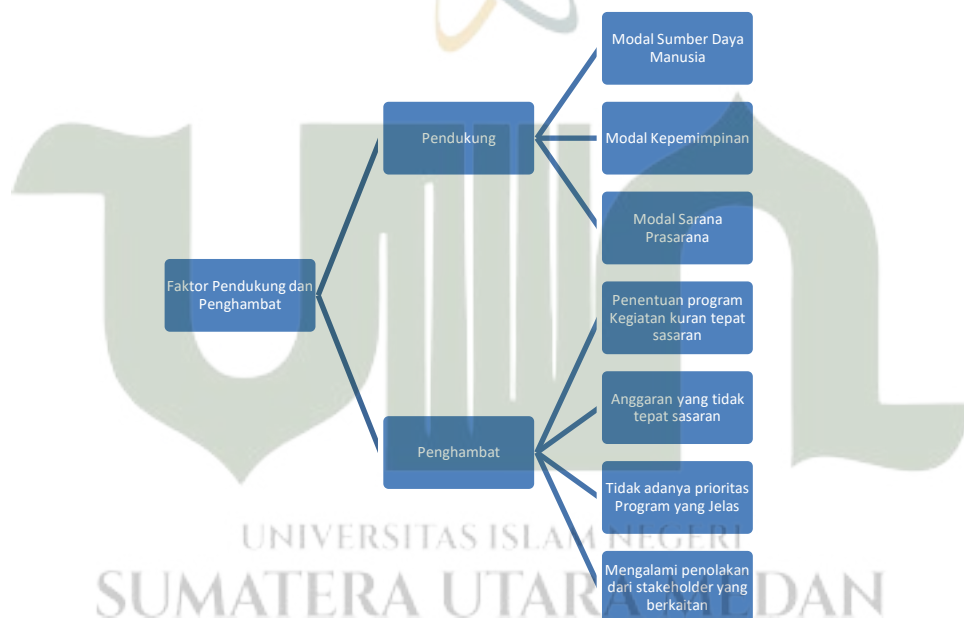 Modal Sumber Daya
Manusia
Pendukung
Modal Kepemimpinan
Modal Sarana
Prasarana
Faktor Pendukung dan
Penghambat
Penentuan program
Kegiatan kuran tepat
sasaran
Anggaran yang tidak
tepat sasaran
Penghambat
Tidak adanya prioritas
Program yang Jelas
Mengalami penolakan
dari stakeholder yang
berkaitan
UNIVERSITAS ISLAM NEGERI
SUMATERA UTARA MEDAN